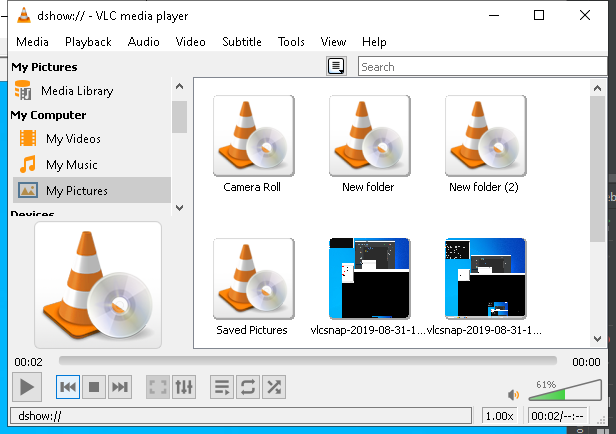 dshow:// - VLC media player
Media Playback Audio Video Subtitle Tools View Help
My Pictures
Search
Media Library
My Computer
My Videos
My Music
My Pictures
Devices
Camera Roll
New folder
New folder (2)
Saved Pictures
vlcsnap-2019-08-31-1...
vlcsnap-2019-08-31-1...
00:02
00:00
61%
dshow://
1.00x
00:02/--:--